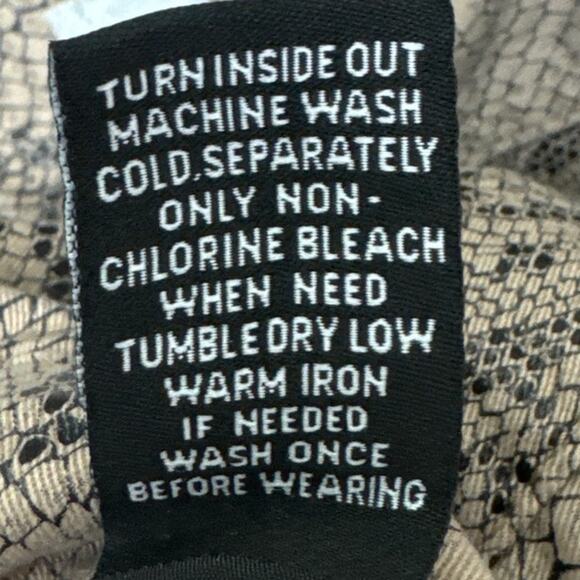 TURN INSIDE OUT
MACHINE WASH
COLD.SEPARATELY
ONLY NON-
CHLORINE BLEACH
WHEN NEED
TUMBLE DRY LOW
WARM IRON
IF NEEDED
WASH ONCE
BEFORE WEARING